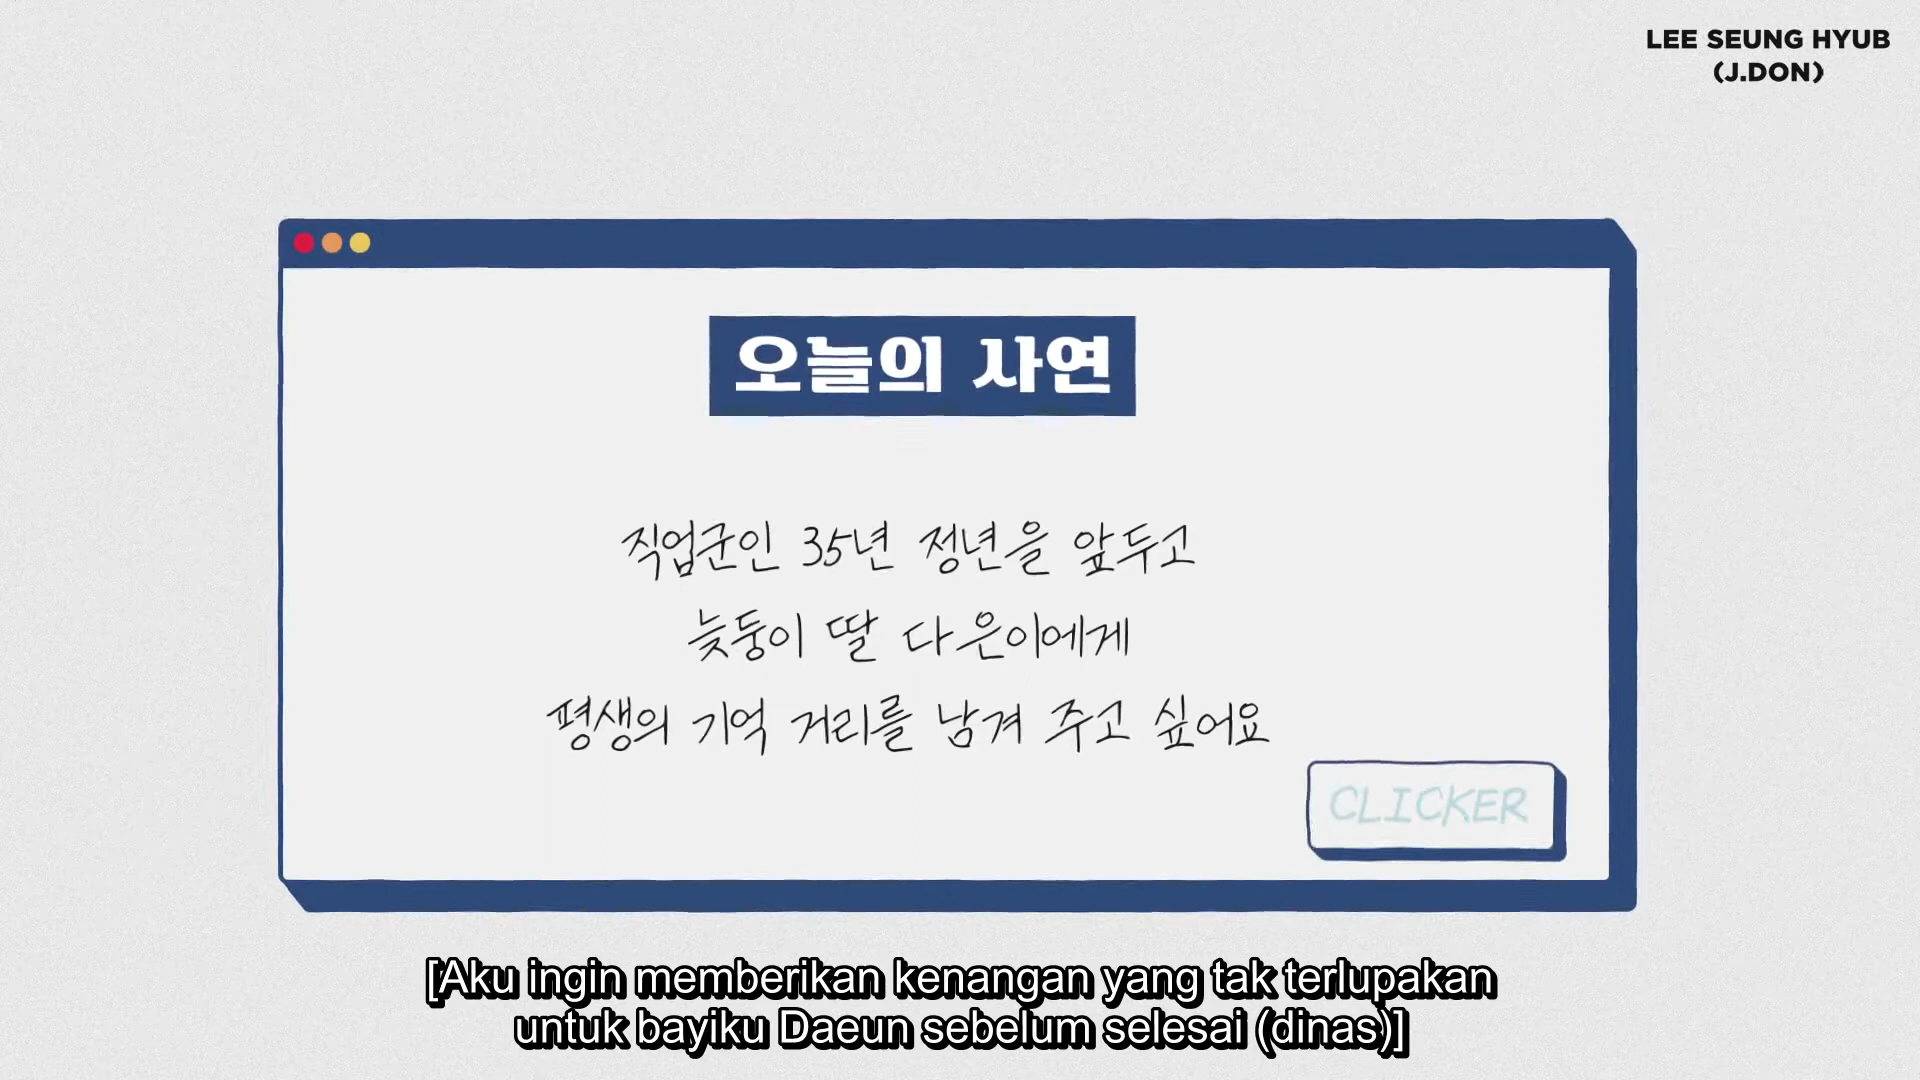 LEE SEUNG HYUB
(J.DON)
오늘의 사연
직업군인 35년 정년을 앞두고
늦둥이 딸 다은이에게
평생의 기억 거리를 남겨 주고 싶어요
CLICKER
[Aku ingin memberikan kenangan yang tak terlupakan
untuk bayiku Daeun sebelum selesai (dinas)]